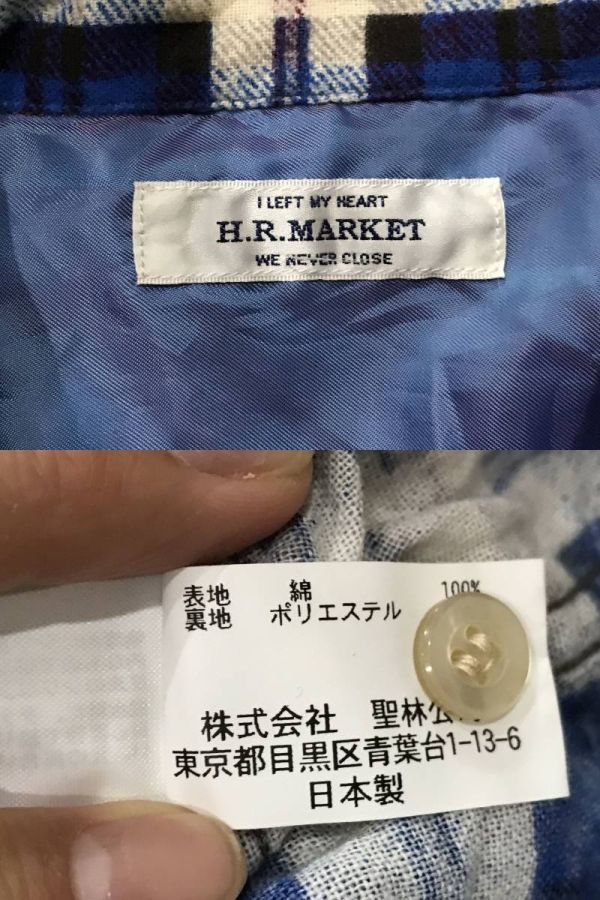 I LEFT MY HEART
H.R.MARKET
WE NEVER CLOSE
表地 綿 100%
裏地 ポリエステル
株式会社 聖林公
東京都目黒区青葉台1-13-6
日本製